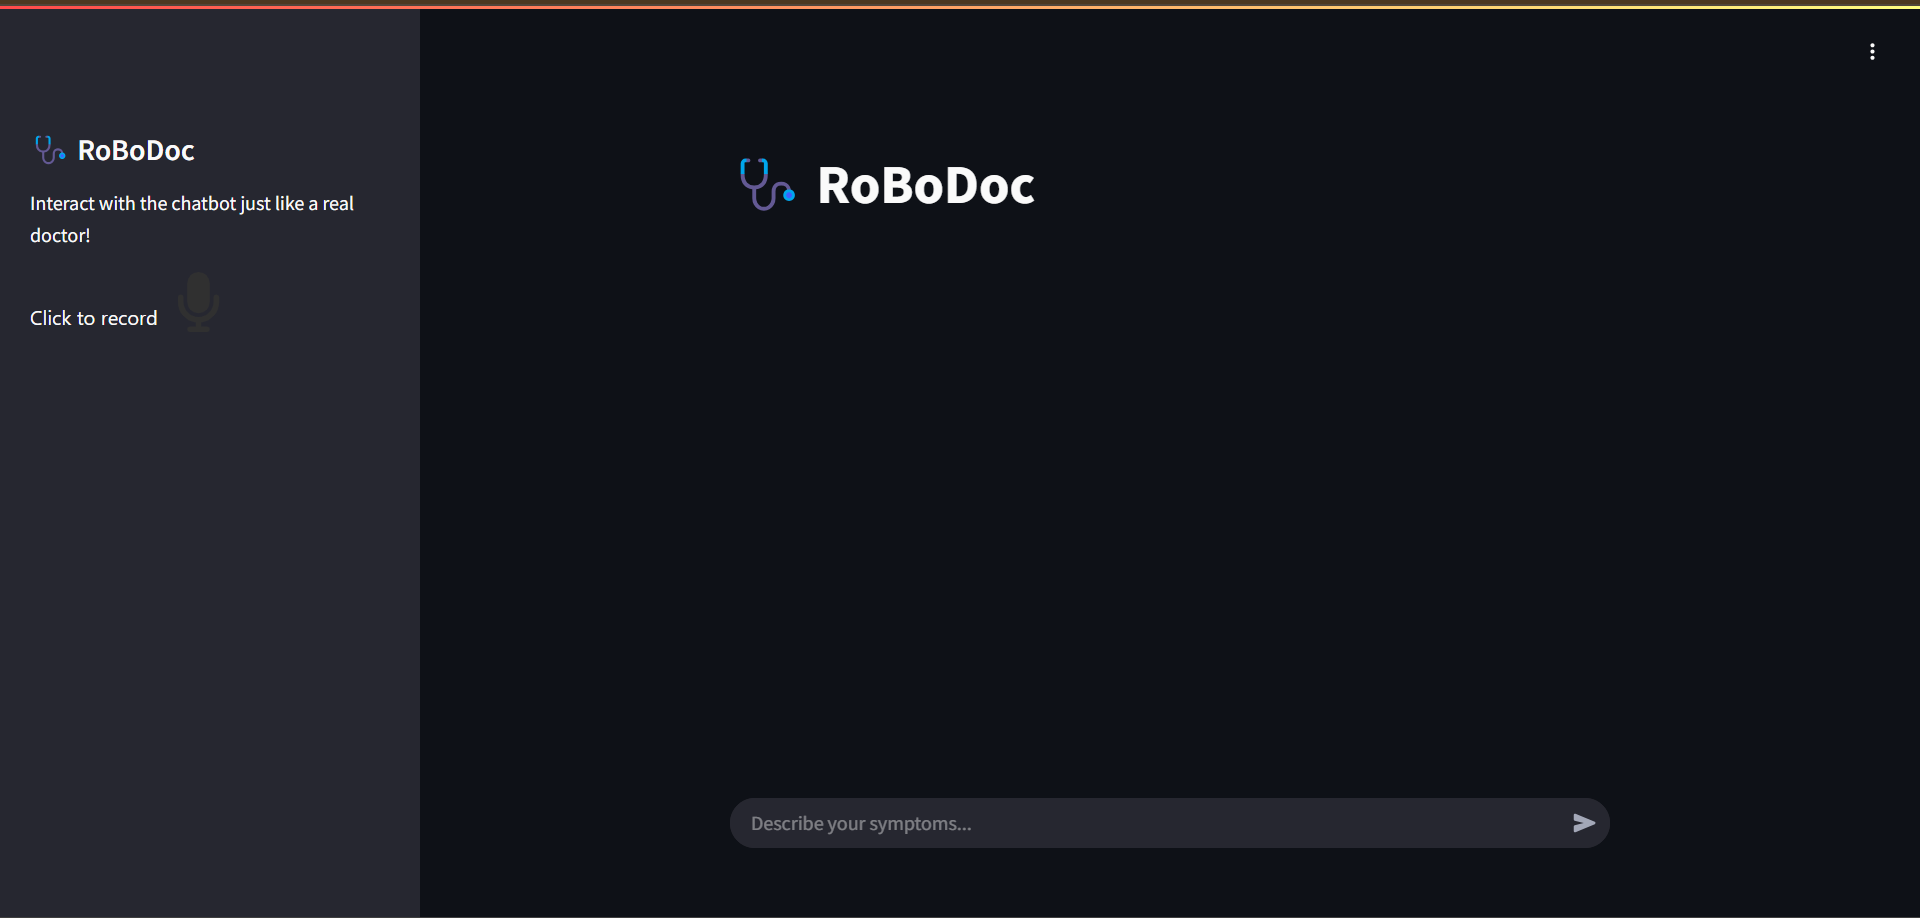 RoBoDoc
Interact with the chatbot just like a real
doctor!
Click to record
RoBoDoc
Describe your symptoms...